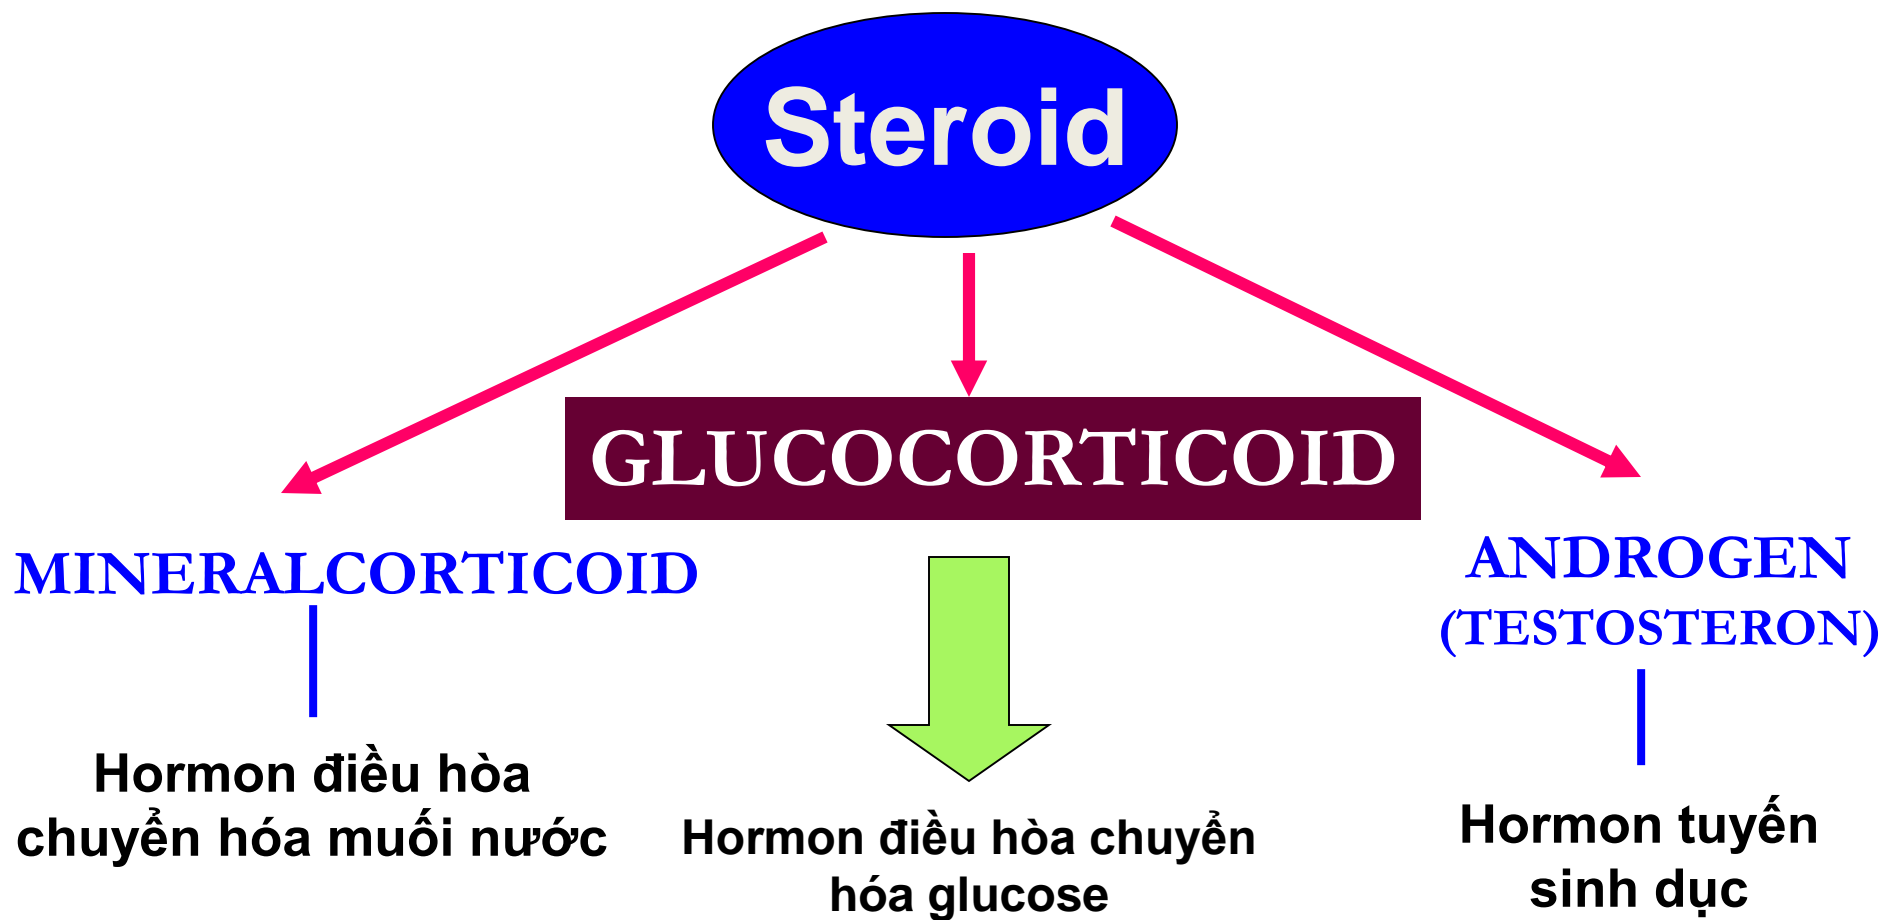 Steroid
GLUCOCORTICOID
MINERALCORTICOID
ANDROGEN
(TESTOSTERON)
Hormon điều hòa
chuyển hóa muối nước
Hormon điều hòa chuyển
hóa glucose
Hormon tuyến
sinh dục